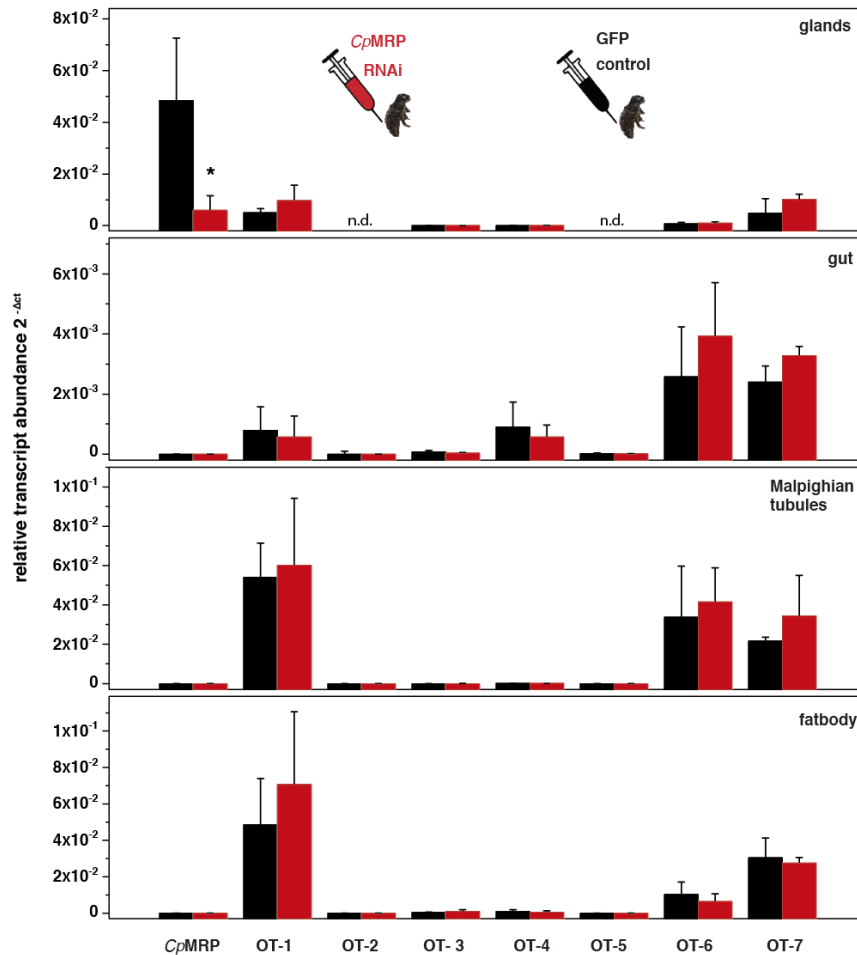 relative transcript abundance 2 -Δct
8x10-2
6x10-2
4x10-2
2x10-2
0
glands
CpMRP
RNAi
GFP
control
*
n.d.
n.d.
gut
6x10-3
4x10-3
2x10-3
0
Malpighian
tubules
1x10-1
8x10-2
6x10-2
4x10-2
2x10-2
0
fatbody
1x10-1
8x10-2
6x10-2
4x10-2
2x10-2
0
CpMRP OT-1 OT-2 OT- 3 OT-4 OT-5 OT-6 OT-7